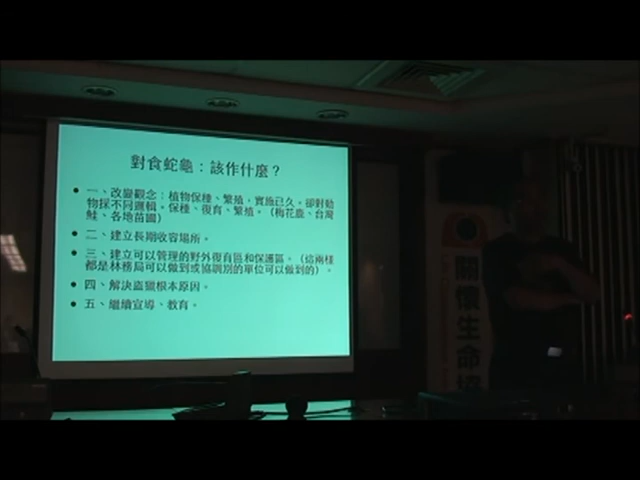 對食蛇龜：該作什麼？
一、改變觀念：植物保種、繁殖，實施已久，卻對動
物採不同邏輯。保種、復育、繁殖。（梅花鹿、台灣
鮭、各地苗圃）
二、建立長期收容場所。
三、建立可以管理的野外復育區和保護區。（這兩樣
都是林務局可以做到或協調別的單位可以做到的）。
四、解決盜獵根本原因。
五、繼續宣導、教育。
關懷生命協